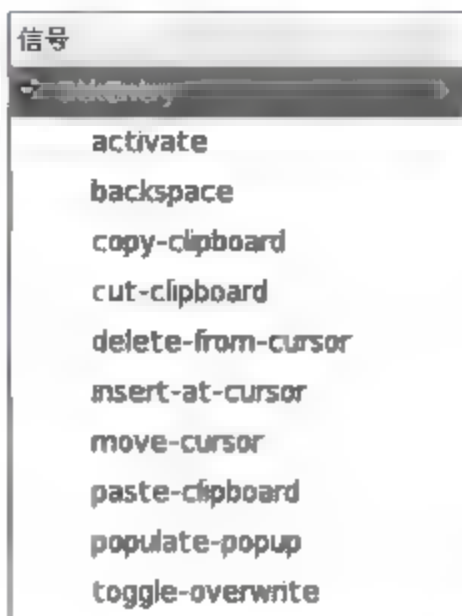 信号
activate
backspace
copy-clipboard
cut-clipboard
delete-from-cursor
insert-at-cursor
move-cursor
paste-clipboard
populate-popup
toggle-overwrite